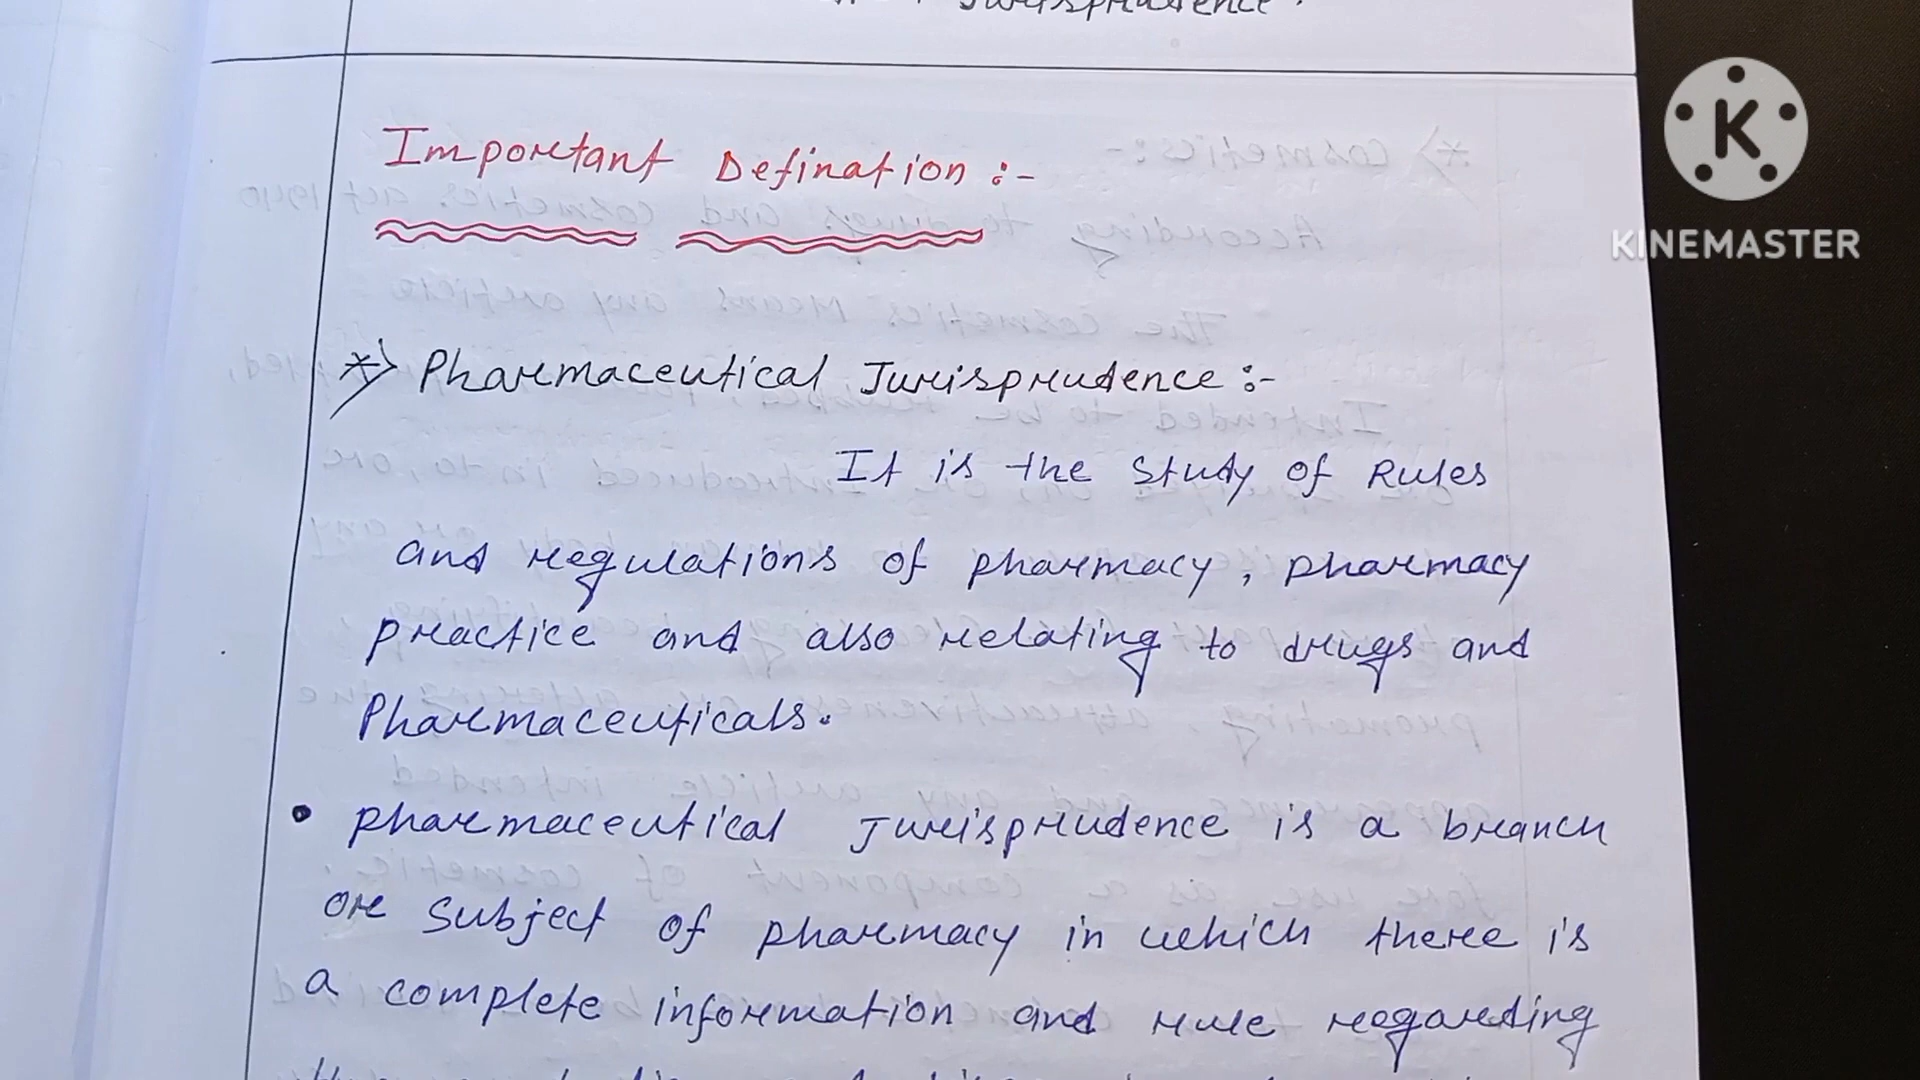 Jurisprudence.
Important Defination :-
*> Pharmaceutical Jurisprudence :-
It is the Study of Rules
and regulations of pharmacy, pharmacy
practice and also relating to drugs and
Pharmaceuticals.
• pharmaceutical Jurisprudence is a branch
or subject of pharmacy in which there is
a complete information and rule regarding
K
KINEMASTER